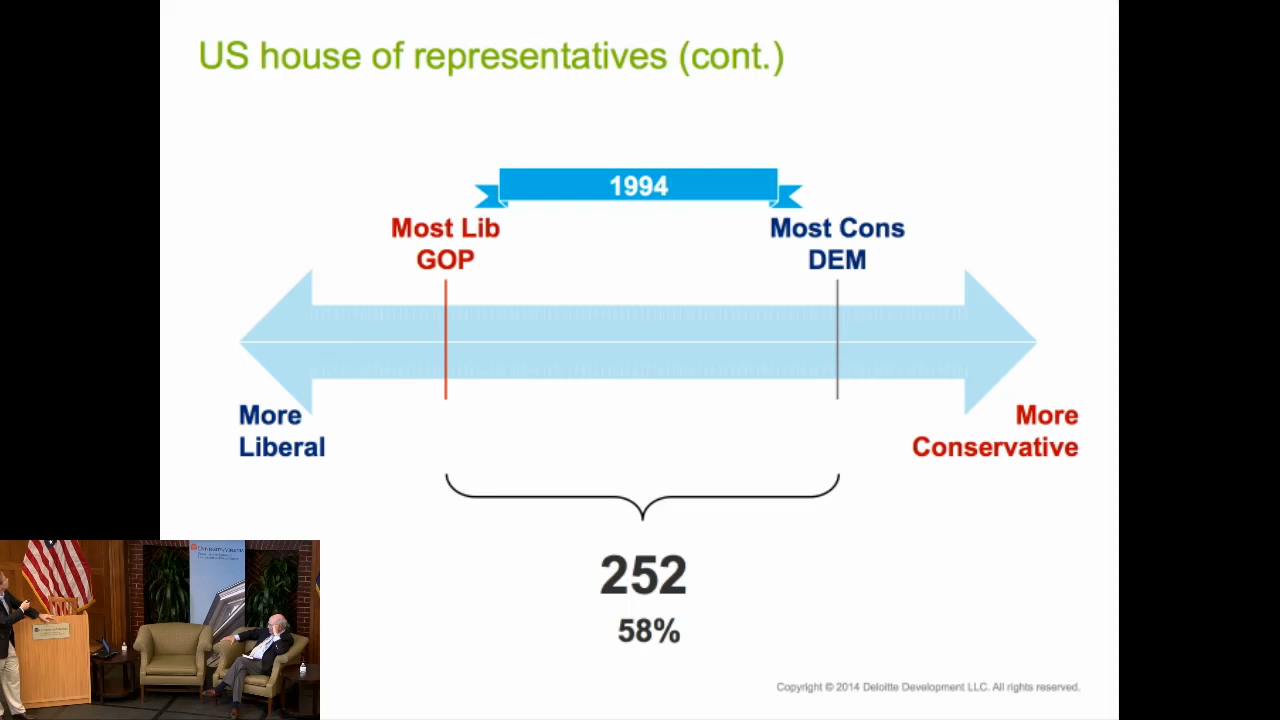 US house of representatives (cont.)
1994
Most Lib
GOP
Most Cons
DEM
More
Liberal
More
Conservative
252
58%
Copyright © 2014 Deloitte Development LLC. All rights reserved.